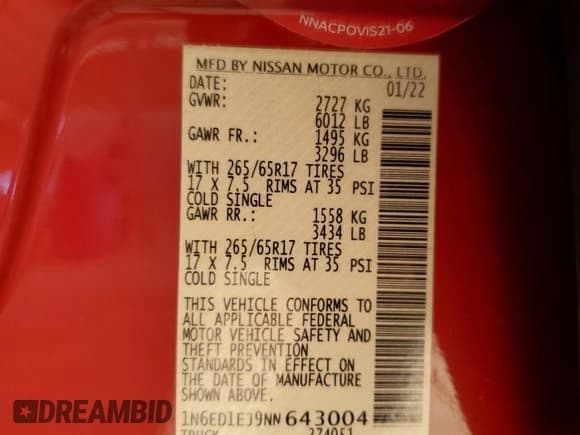 NNACPOVIS21-06
MFD BY NISSAN MOTOR CO., LTD.
DATE: 01/22
GVWR: 2727 KG
6012 LB
GAWR FR.: 1495 KG
3296 LB
WITH 265/65R17 TIRES
17 X 7.5 RIMS AT 35 PSI
COLD SINGLE
GAWR RR.: 1558 KG
3434 LB
WITH 265/65R17 TIRES
17 X 7.5 RIMS AT 35 PSI
COLD SINGLE
THIS VEHICLE CONFORMS TO
ALL APPLICABLE FEDERAL
MOTOR VEHICLE SAFETY AND
THEFT PREVENTION
STANDARDS IN EFFECT ON
THE DATE OF MANUFACTURE
SHOWN ABOVE.
1N6ED1EJ9NN643004
TRUCK 374051
DREAMBID